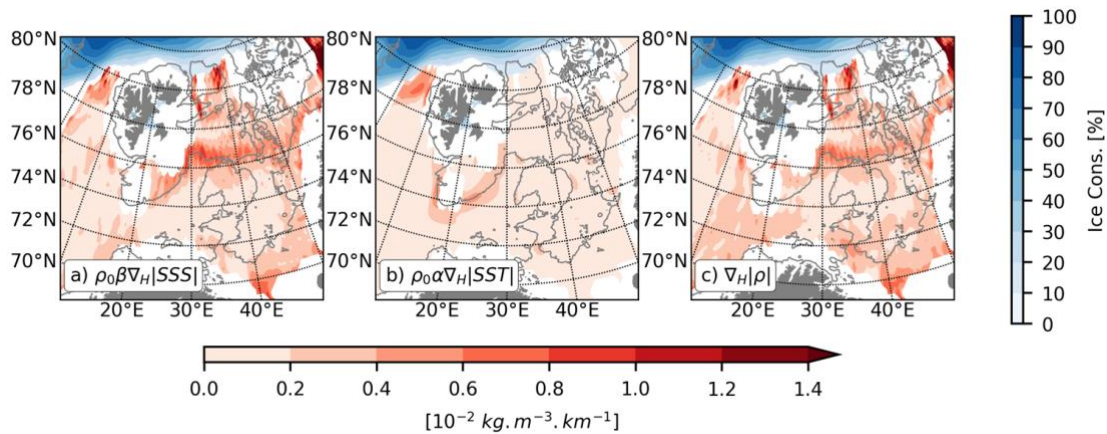 80°N 80°N 80°N
78°N 78°N 78°N
76°N 76°N 76°N
74°N 74°N 74°N
72°N 72°N 72°N
70°N 70°N 70°N
a) ρ₀β∇_H|SSS| b) ρ₀α∇_H|SST| c) ∇_H|ρ|
20°E 30°E 40°E 20°E 30°E 40°E 20°E 30°E 40°E
100
90
80
70
60
50
40
30
20
10
0
Ice Cons. [%]
0.0 0.2 0.4 0.6 0.8 1.0 1.2 1.4
[10⁻² kg.m⁻³.km⁻¹]